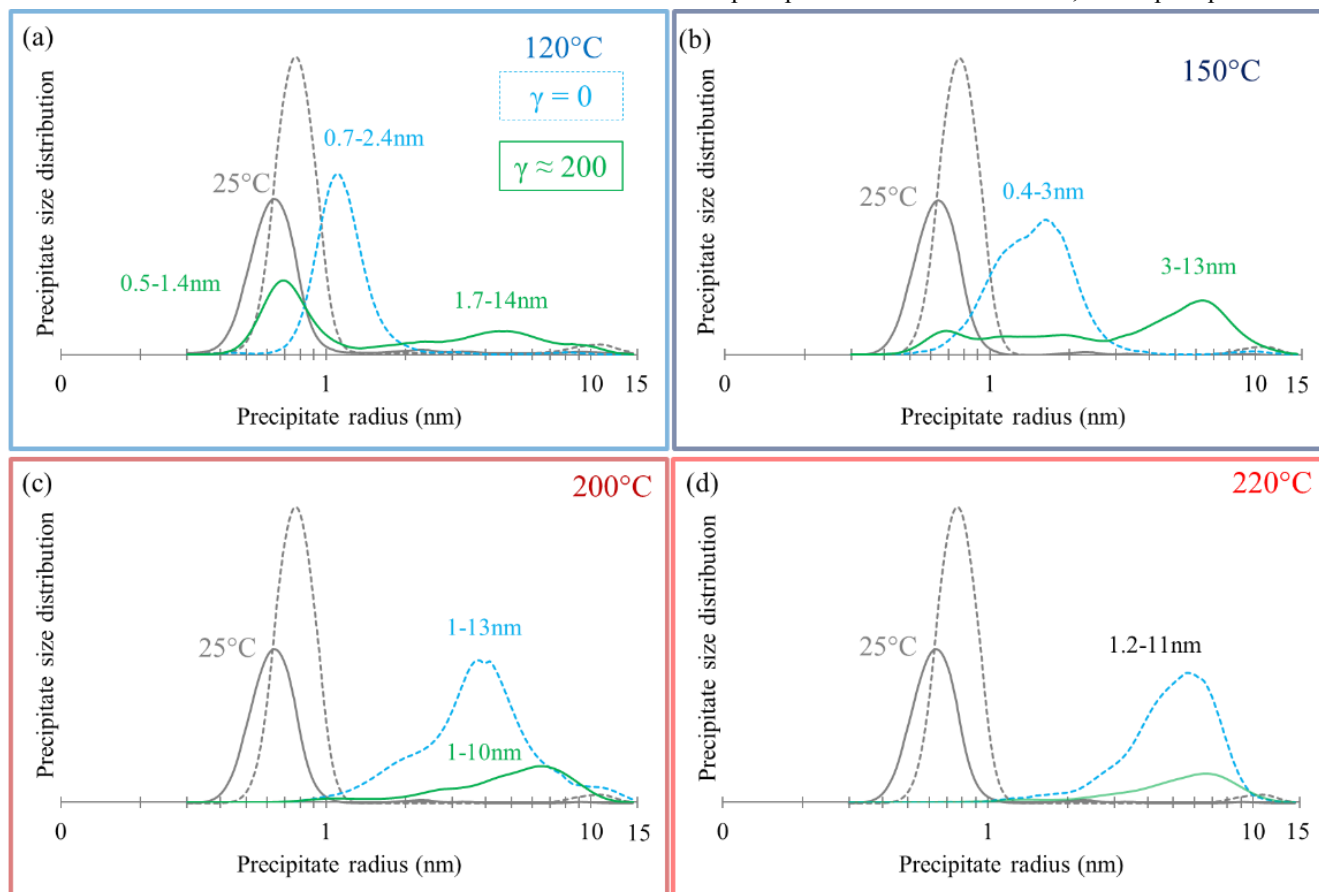 (a)
120°C
γ = 0
γ ≈ 200
0.7-2.4nm
25°C
0.5-1.4nm
1.7-14nm
Precipitate size distribution
0 1 10 15
Precipitate radius (nm)
(b)
150°C
0.4-3nm
25°C
3-13nm
Precipitate size distribution
0 1 10 15
Precipitate radius (nm)
(c)
200°C
1-13nm
25°C
1-10nm
Precipitate size distribution
0 1 10 15
Precipitate radius (nm)
(d)
220°C
1.2-11nm
25°C
Precipitate size distribution
0 1 10 15
Precipitate radius (nm)